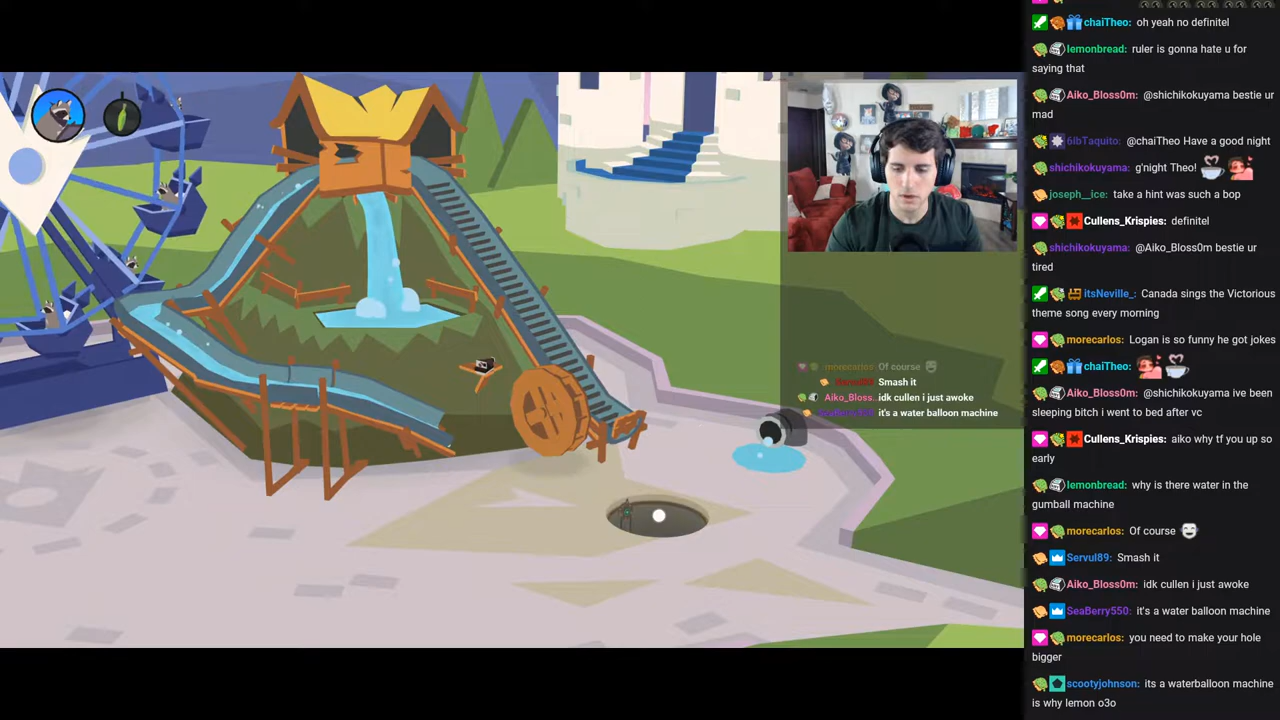 chaiTheo: oh yeah no definitel
lemonbread: ruler is gonna hate u for
saying that
Aiko_Bloss0m: @shichikokuyama bestie ur
mad
6lbTaquito: @chaiTheo Have a good night
shichikokuyama: g'night Theo!
joseph__ice: take a hint was such a bop
Cullens_Krispies: definitel
shichikokuyama: @Aiko_Bloss0m bestie ur
tired
itsNeville_: Canada sings the Victorious
theme song every morning
morecarlos: Logan is so funny he got jokes
chaiTheo:
Aiko_Bloss0m: @shichikokuyama ive been
sleeping bitch i went to bed after vc
Cullens_Krispies: aiko why tf you up so
early
lemonbread: why is there water in the
gumball machine
morecarlos: Of course
Servul89: Smash it
Aiko_Bloss0m: idk cullen i just awoke
SeaBerry550: it's a water balloon machine
morecarlos: you need to make your hole
bigger
scootyjohnson: its a waterballoon machine
is why lemon o3o
morecarlos Of course
Servul89 Smash it
Aiko_Bloss.. idk cullen i just awoke
it's a water balloon machine